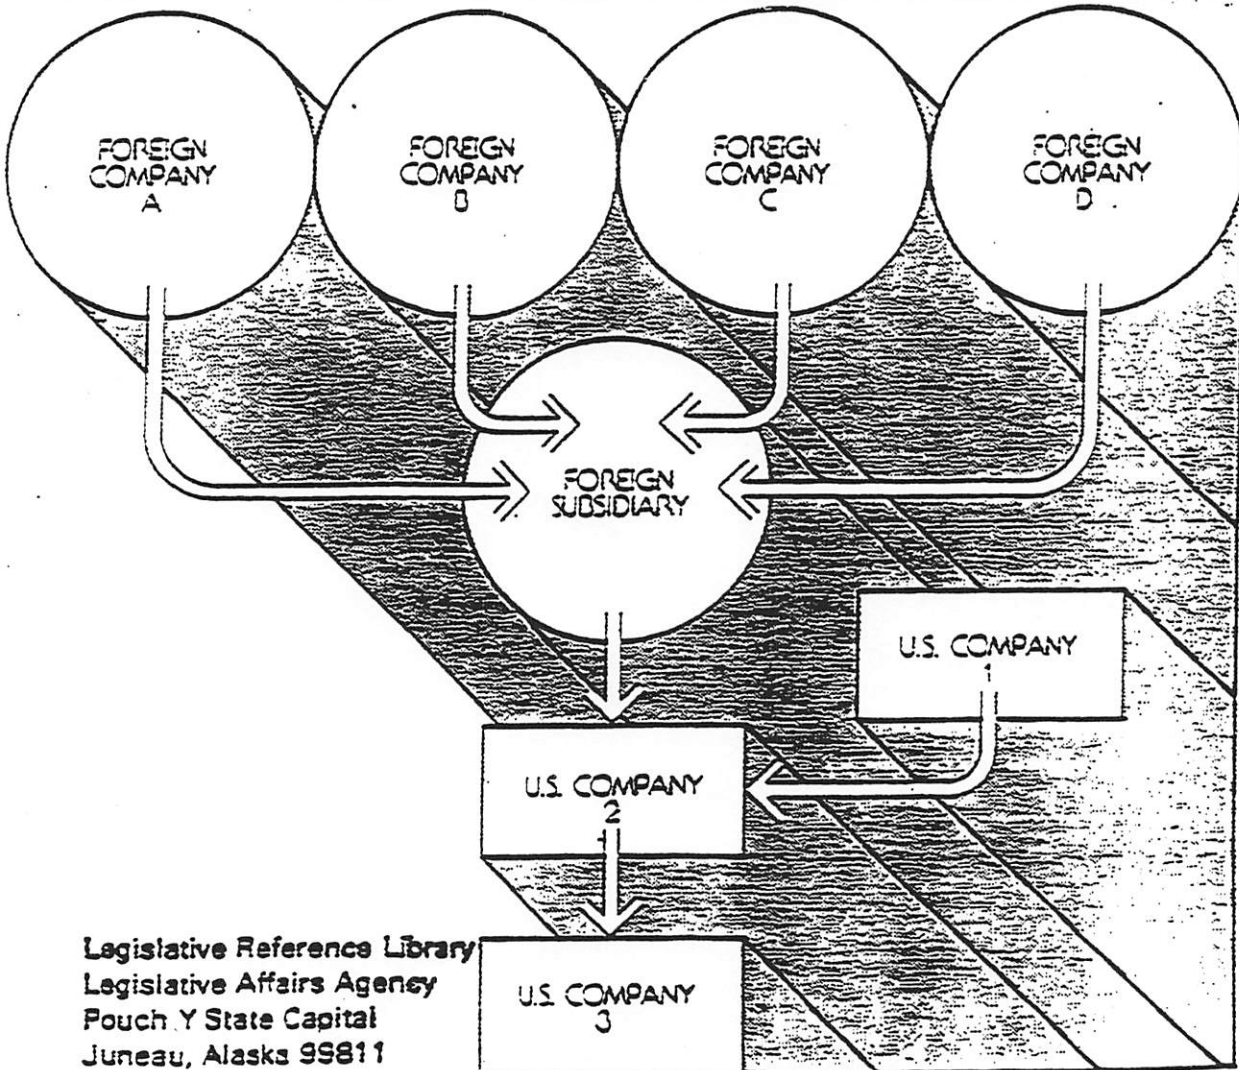 FOREIGN
COMPANY
A
FOREIGN
COMPANY
B
FOREIGN
COMPANY
C
FOREIGN
COMPANY
D
FOREIGN
SUBSIDIARY
U.S. COMPANY
1
U.S. COMPANY
2
U.S. COMPANY
3
Legislative Reference Library
Legislative Affairs Agency
Pouch Y State Capital
Juneau, Alaska 99811